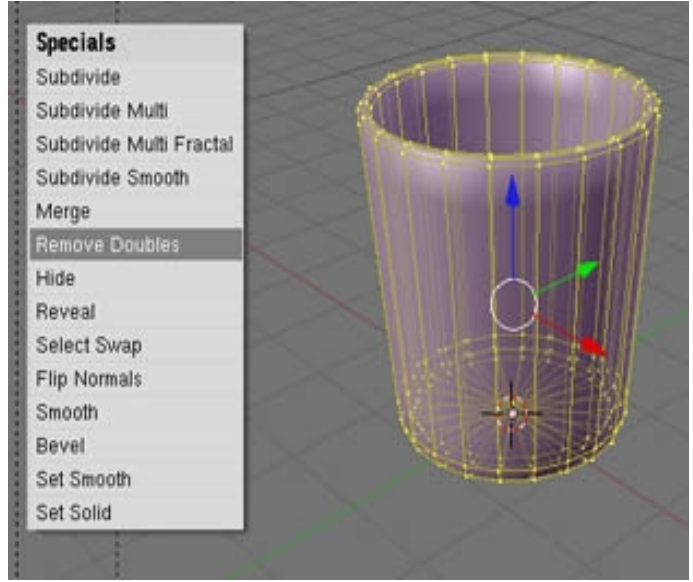 Specials
Subdivide
Subdivide Multi
Subdivide Multi Fractal
Subdivide Smooth
Merge
Remove Doubles
Hide
Reveal
Select Swap
Flip Normals
Smooth
Bevel
Set Smooth
Set Solid